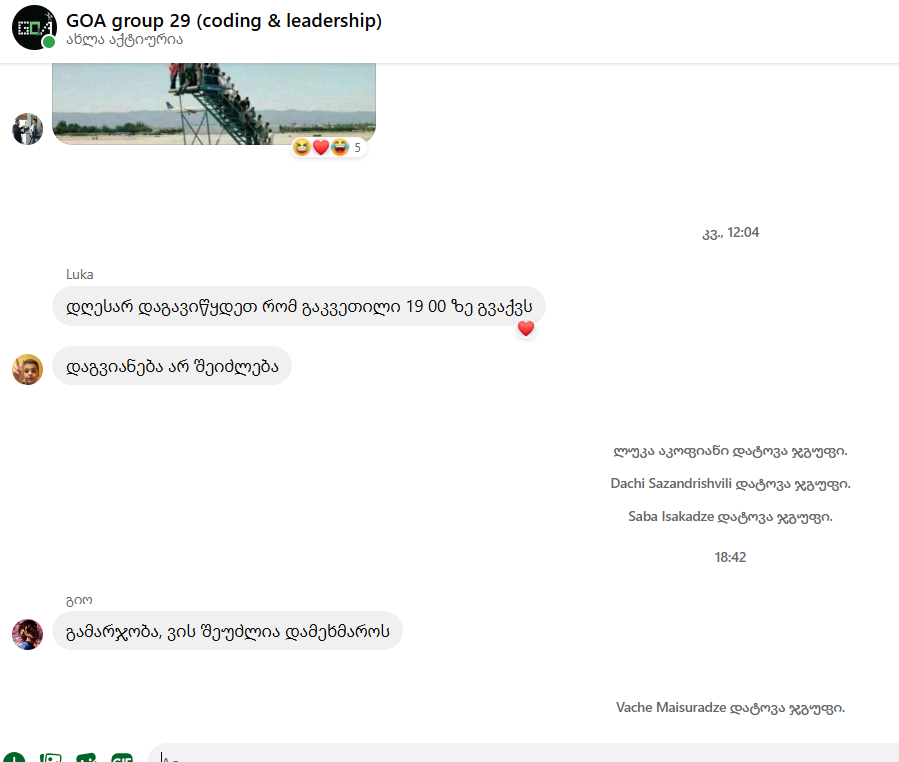 GOA group 29 (coding & leadership)
ახლა აქტიურია
GOA
5
კვ., 12:04
Luka
დღესარ დაგავიწყდეთ რომ გაკვეთილი 19 00 ზე გვაქვს
დაგვიანება არ შეიძლება
ლუკა აკოფიანი დატოვა ჯგუფი.
Dachi Sazandrishvili დატოვა ჯგუფი.
Saba Isakadze დატოვა ჯგუფი.
18:42
გიო
გამარჯობა, ვის შეუძლია დამეხმაროს
Vache Maisuradze დატოვა ჯგუფი.
GIF